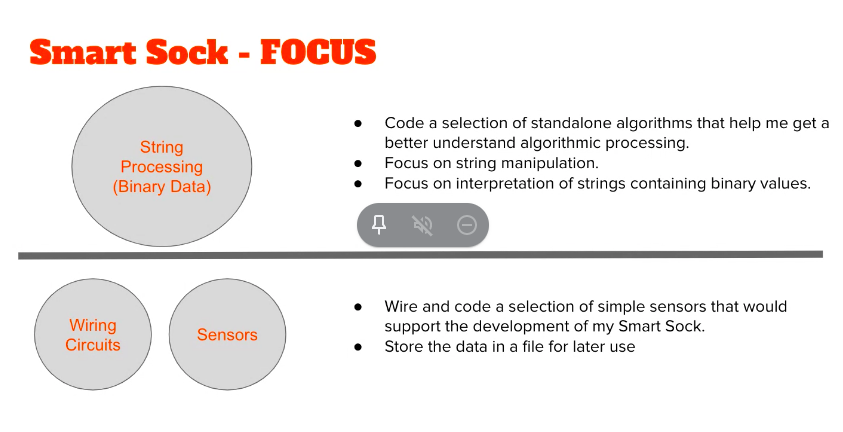 Smart Sock - FOCUS
String
Processing
(Binary Data)
● Code a selection of standalone algorithms that help me get a
better understand algorithmic processing.
● Focus on string manipulation.
● Focus on interpretation of strings containing binary values.
Wiring
Circuits
Sensors
● Wire and code a selection of simple sensors that would
support the development of my Smart Sock.
● Store the data in a file for later use